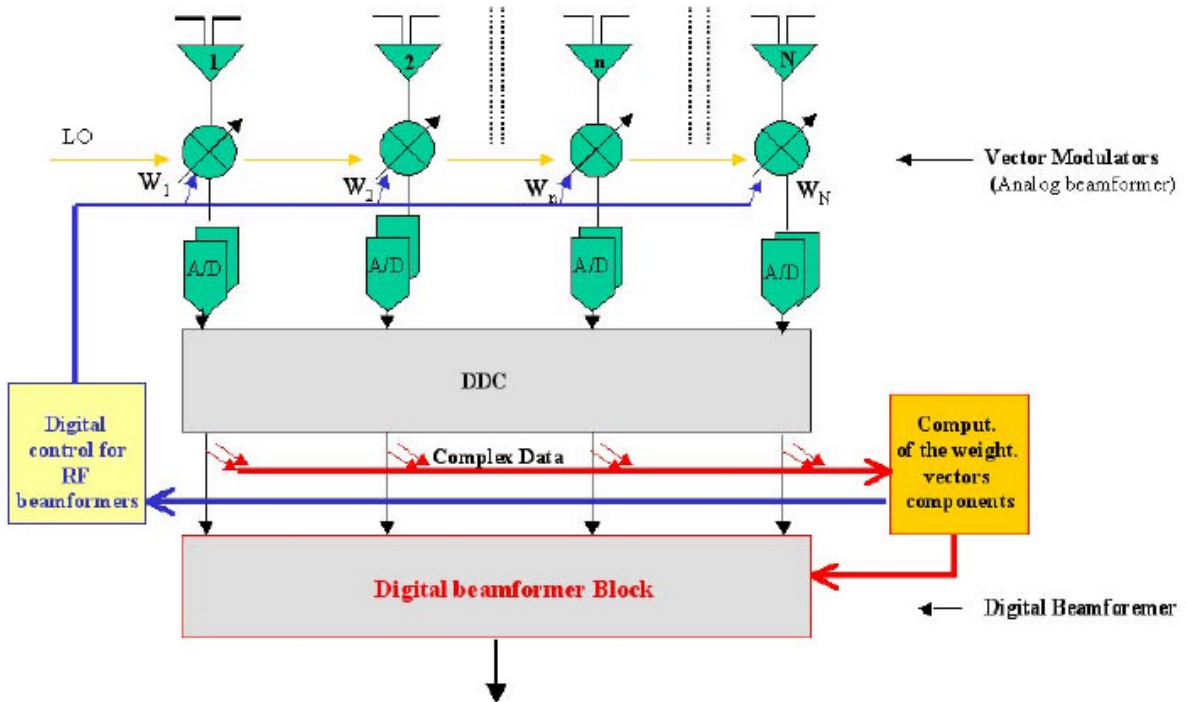 1 2 n N
LO
W1 W2 Wn WN
Vector Modulators
(Analog beamformer)
A/D A/D A/D A/D
DDC
Digital
control for
RF
beamformers
Complex Data
Comput.
of the weight.
vectors
components
Digital beamformer Block
Digital Beamforemer